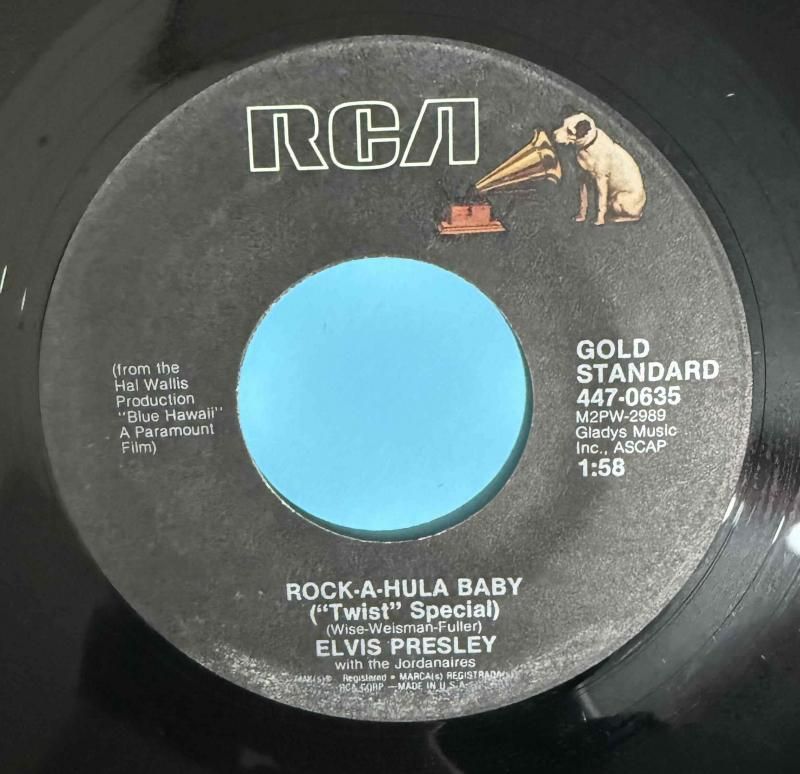 RCA
(from the
Hal Wallis
Production
"Blue Hawaii"
A Paramount
Film)
GOLD
STANDARD
447-0635
M2PW-2989
Gladys Music
Inc., ASCAP
1:58
ROCK-A-HULA BABY
("Twist" Special)
(Wise-Weisman-Fuller)
ELVIS PRESLEY
with the Jordanaires
Registered • MARCA(s) REGISTRADA(s)
RCA CORP —MADE IN U.S.A.